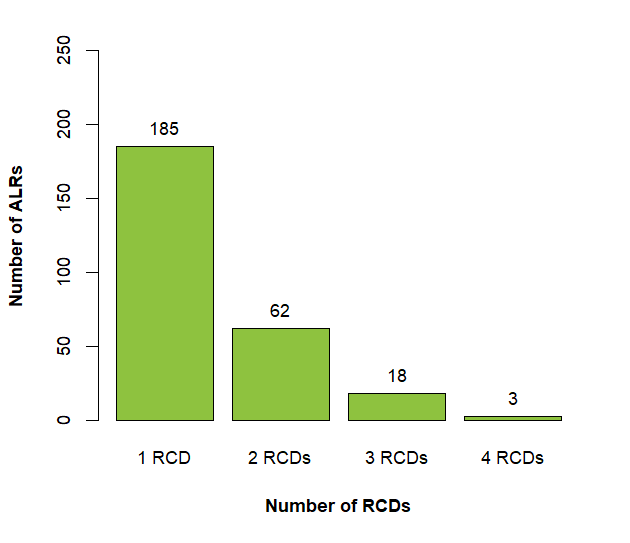 250
200
150
100
50
0
Number of ALRs
185
62
18
3
1 RCD
2 RCDs
3 RCDs
4 RCDs
Number of RCDs